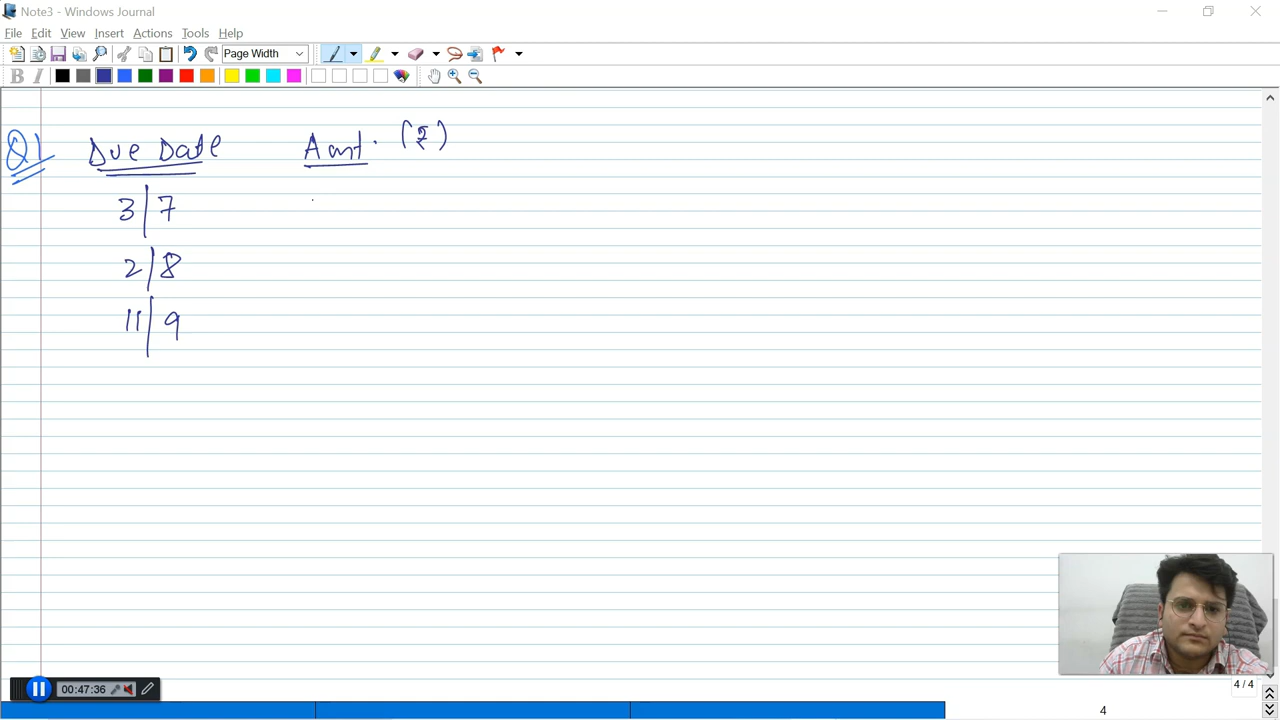 Note3 - Windows Journal
File Edit View Insert Actions Tools Help
Page Width
B I
Q1 Due Date Amt. (₹)
3|7
2|8
11|9
00:47:36
4 / 4
4